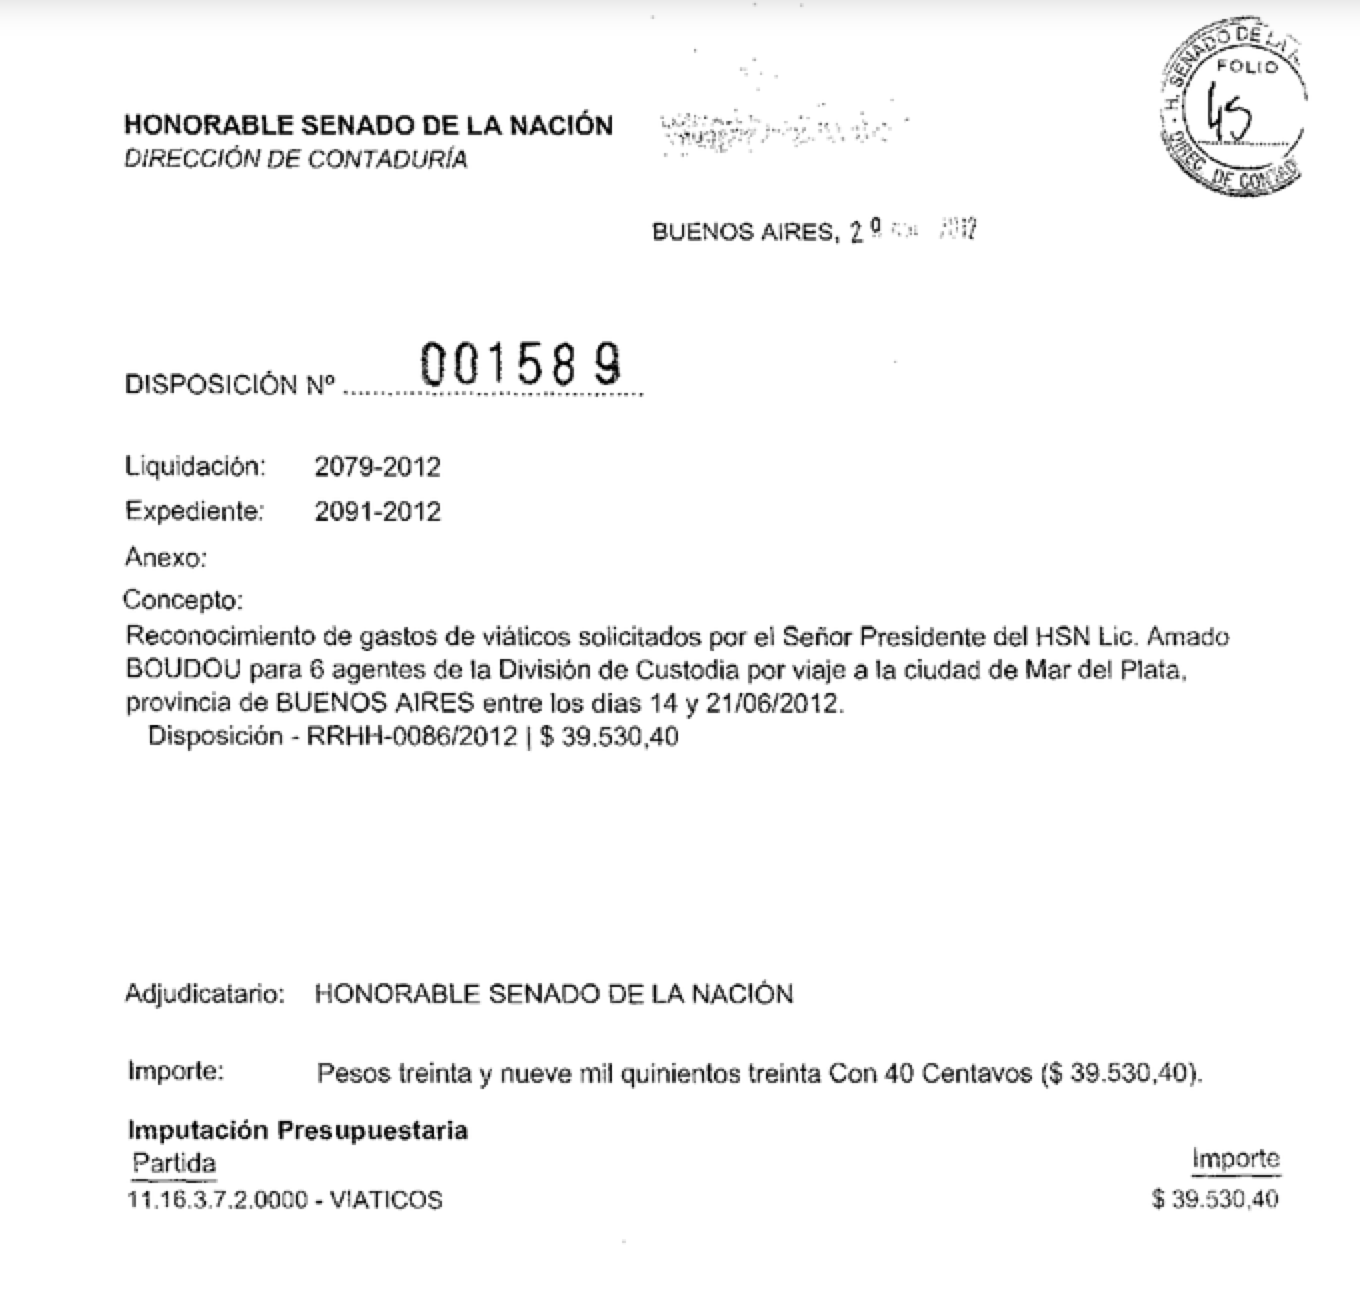 H. SENADO DE LA
FOLIO
45
DIREC. DE CONTAD
HONORABLE SENADO DE LA NACIÓN
DIRECCIÓN DE CONTADURÍA
BUENOS AIRES, 29 2012
DISPOSICIÓN Nº 001589
Liquidación: 2079-2012
Expediente: 2091-2012
Anexo:
Concepto:
Reconocimiento de gastos de viáticos solicitados por el Señor Presidente del HSN Lic. Amado
BOUDOU para 6 agentes de la División de Custodia por viaje a la ciudad de Mar del Plata,
provincia de BUENOS AIRES entre los dias 14 y 21/06/2012.
Disposición - RRHH-0086/2012 | $ 39.530,40
Adjudicatario: HONORABLE SENADO DE LA NACIÓN
Importe: Pesos treinta y nueve mil quinientos treinta Con 40 Centavos ($ 39.530,40).
Imputación Presupuestaria
Partida Importe
11.16.3.7.2.0000 - VIATICOS $ 39.530,40